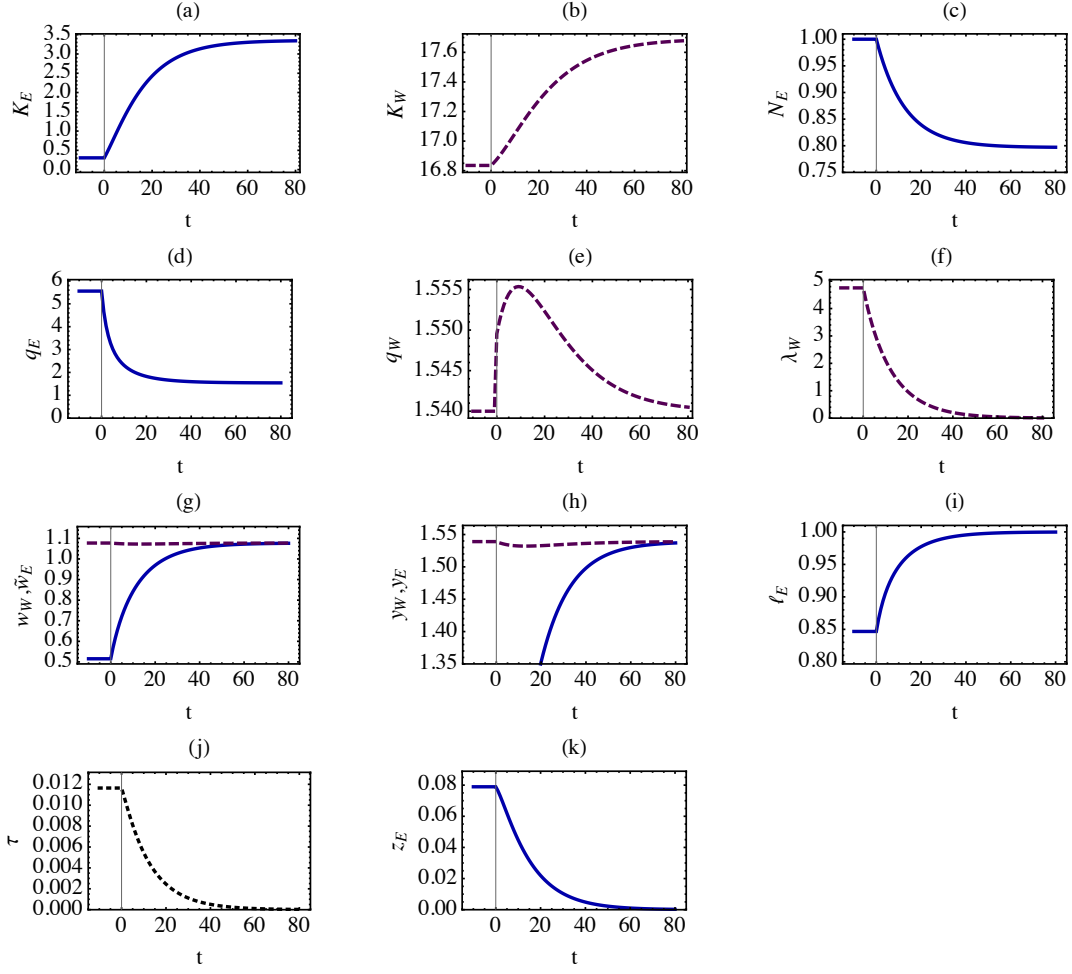 (a)
(b)
(c)
3.5
3.0
2.5
2.0
1.5
1.0
0.5
0.0
K_E
0 20 40 60 80
t
17.6
17.4
17.2
17.0
16.8
K_W
0 20 40 60 80
t
1.00
0.95
0.90
0.85
0.80
0.75
N_E
0 20 40 60 80
t
(d)
(e)
(f)
6
5
4
3
2
1
0
q_E
0 20 40 60 80
t
1.555
1.550
1.545
1.540
q_W
0 20 40 60 80
t
5
4
3
2
1
0
λ_W
0 20 40 60 80
t
(g)
(h)
(i)
1.1
1.0
0.9
0.8
0.7
0.6
0.5
w_W, w̃_E
0 20 40 60 80
t
1.55
1.50
1.45
1.40
1.35
y_W, y_E
0 20 40 60 80
t
1.00
0.95
0.90
0.85
0.80
ℓ_E
0 20 40 60 80
t
(j)
(k)
0.012
0.010
0.008
0.006
0.004
0.002
0.000
τ
0 20 40 60 80
t
0.08
0.06
0.04
0.02
0.00
z_E
0 20 40 60 80
t